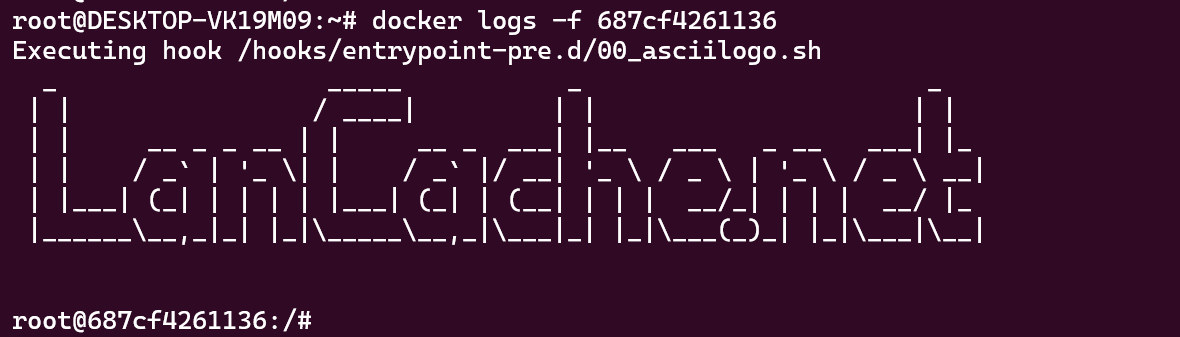 root@DESKTOP-VK19M09:~# docker logs -f 687cf4261136
Executing hook /hooks/entrypoint-pre.d/00_asciilogo.sh
LanCache.net
root@687cf4261136:/#